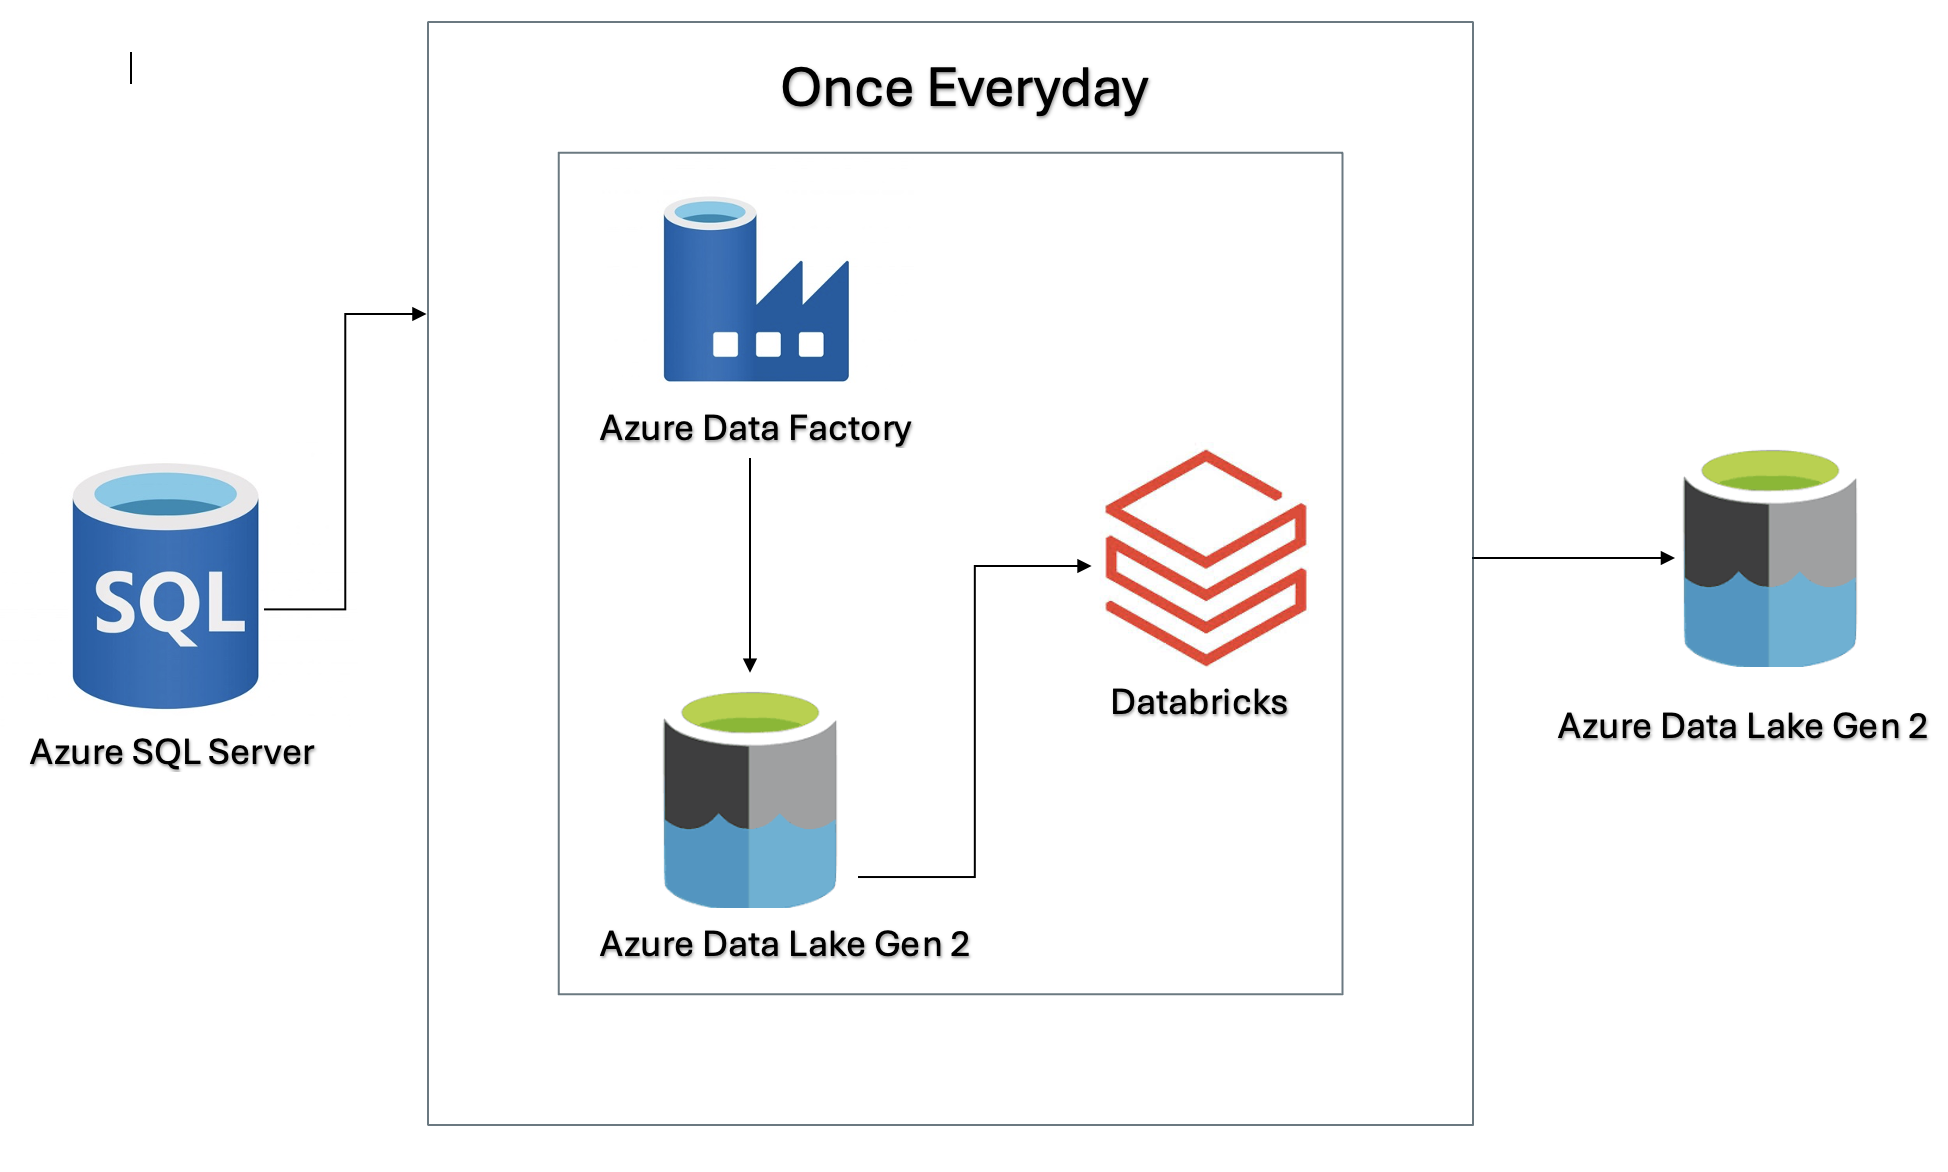 Once Everyday
Azure Data Factory
SQL
Databricks
Azure SQL Server
Azure Data Lake Gen 2
Azure Data Lake Gen 2